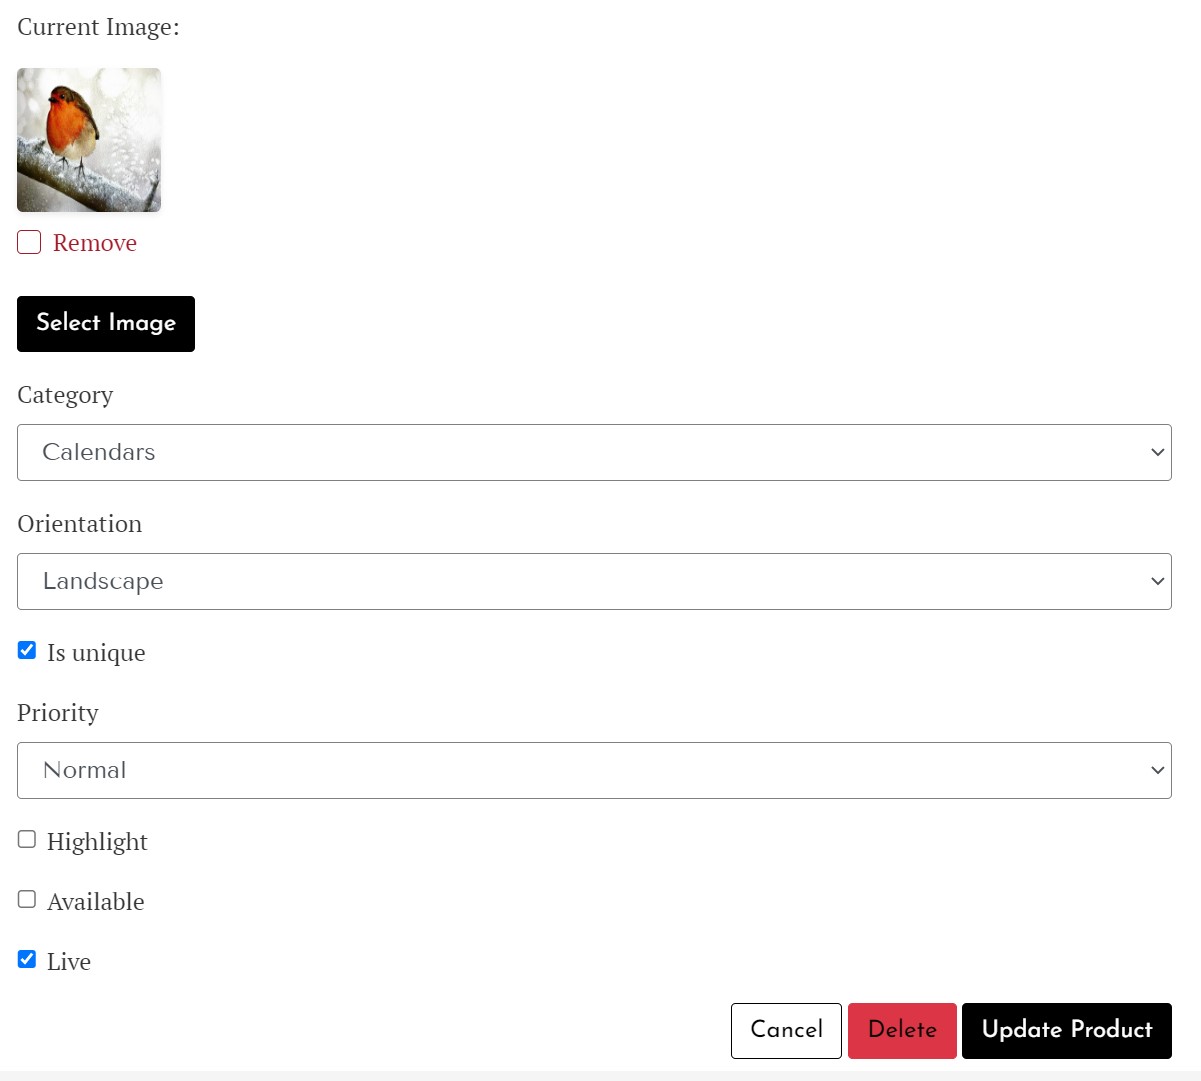 Current Image:
Remove
Select Image
Category
Calendars
Orientation
Landscape
Is unique
Priority
Normal
Highlight
Available
Live
Cancel Delete Update Product